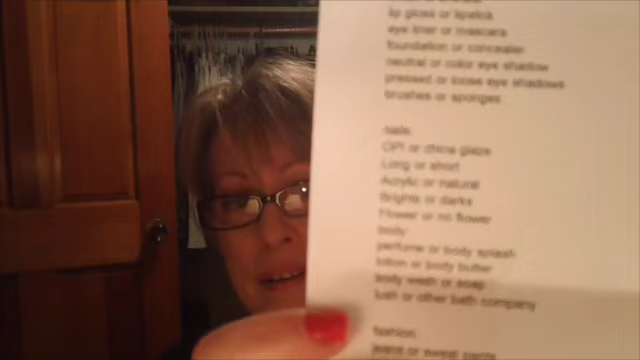 lip gloss or lipstick
eye liner or mascara
foundation or concealer
neutral or color eye shadow
pressed or loose eye shadows
brushes or sponges
nails
OPI or china glaze
Long or short
Acrylic or natural
Brights or darks
Flower or no flower
body
perfume or body splash
lotion or body butter
body wash or soap
lush or other bath company
fashion
jeans or sweat pants